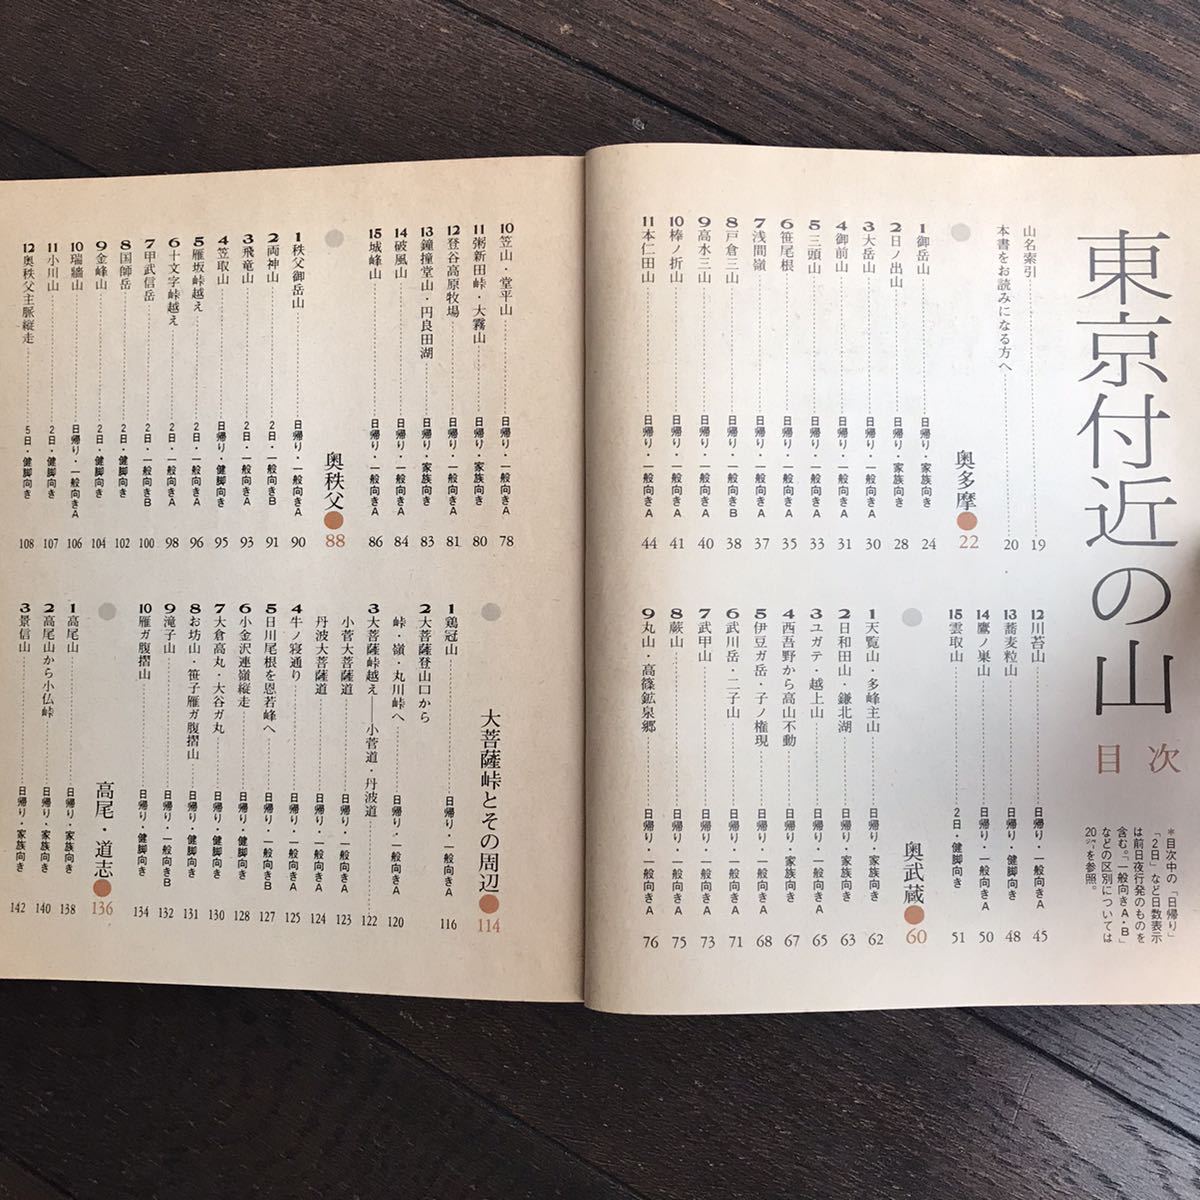 東京付近の山
目次
*目次中の「日帰り」
「2日」など日数表示
は前日夜行発のものを
含む。「一般向きA・B」
などの区別については
20ページを参照。
山名索引 19
本書をお読みになる方へ 20
奥多摩●22
1 御岳山 日帰り・家族向き 24
2 日ノ出山 日帰り・家族向き 28
3 大岳山 日帰り・一般向きA 30
4 御前山 日帰り・一般向きA 31
5 三頭山 日帰り・一般向きA 33
6 笹尾根 日帰り・一般向きA 35
7 浅間嶺 日帰り・一般向きA 37
8 戸倉三山 日帰り・一般向きB 38
9 高水三山 日帰り・一般向きA 40
10 棒ノ折山 日帰り・一般向きA 41
11 本仁田山 日帰り・一般向きA 44
12 川苔山 日帰り・一般向きA 45
13 蕎麦粒山 日帰り・健脚向き 48
14 鷹ノ巣山 日帰り・一般向きA 50
15 雲取山 2日・健脚向き 51
奥武蔵●60
1 天覧山・多峰主山 日帰り・家族向き 62
2 日和田山・鎌北湖 日帰り・家族向き 63
3 ユガテ・越上山 日帰り・一般向きA 65
4 西吾野から高山不動 日帰り・家族向き 67
5 伊豆ガ岳・子ノ権現 日帰り・一般向きA 68
6 武川岳・二子山 日帰り・一般向きA 71
7 武甲山 日帰り・一般向きA 73
8 蕨山 日帰り・一般向きA 75
9 丸山・高篠鉱泉郷 日帰り・一般向きA 76
10 笠山・堂平山 日帰り・一般向きA 78
11 粥新田峠・大霧山 日帰り・家族向き 80
12 登谷高原牧場 日帰り・一般向きA 81
13 鐘撞堂山・円良田湖 日帰り・家族向き 83
14 破風山 日帰り・一般向きA 84
15 城峰山 日帰り・一般向きA 86
奥秩父●88
1 秩父御岳山 日帰り・一般向きA 90
2 両神山 2日・一般向きB 91
3 飛竜山 2日・一般向きA 93
4 笠取山 日帰り・健脚向き 95
5 雁坂峠越え 2日・一般向きA 96
6 十文字峠越え 2日・一般向きA 98
7 甲武信岳 2日・一般向きB 100
8 国師岳 2日・健脚向き 102
9 金峰山 2日・健脚向き 104
10 瑞牆山 日帰り・一般向きA 106
11 小川山 2日・健脚向き 107
12 奥秩父主脈縦走 5日・健脚向き 108
大菩薩峠とその周辺●114
1 鶏冠山 日帰り・一般向きA 116
2 大菩薩登山口から
峠・嶺・丸川峠へ 日帰り・一般向きA 120
3 大菩薩峠越え──小菅道・丹波道 122
小菅大菩薩道 日帰り・一般向きA 123
丹波大菩薩道 日帰り・一般向きA 124
4 牛ノ寝通り 日帰り・一般向きA 125
5 日川尾根を恩若峰へ 日帰り・一般向きA 127
6 小金沢連嶺縦走 日帰り・健脚向き 128
7 大倉高丸・大谷ガ丸 日帰り・健脚向き 130
8 お坊山・笹子雁ガ腹摺山 日帰り・健脚向き 131
9 滝子山 日帰り・一般向きB 132
10 雁ガ腹摺山 日帰り・健脚向き 134
高尾・道志●136
1 高尾山 日帰り・家族向き 138
2 高尾山から小仏峠 日帰り・家族向き 140
3 景信山 日帰り・家族向き 142